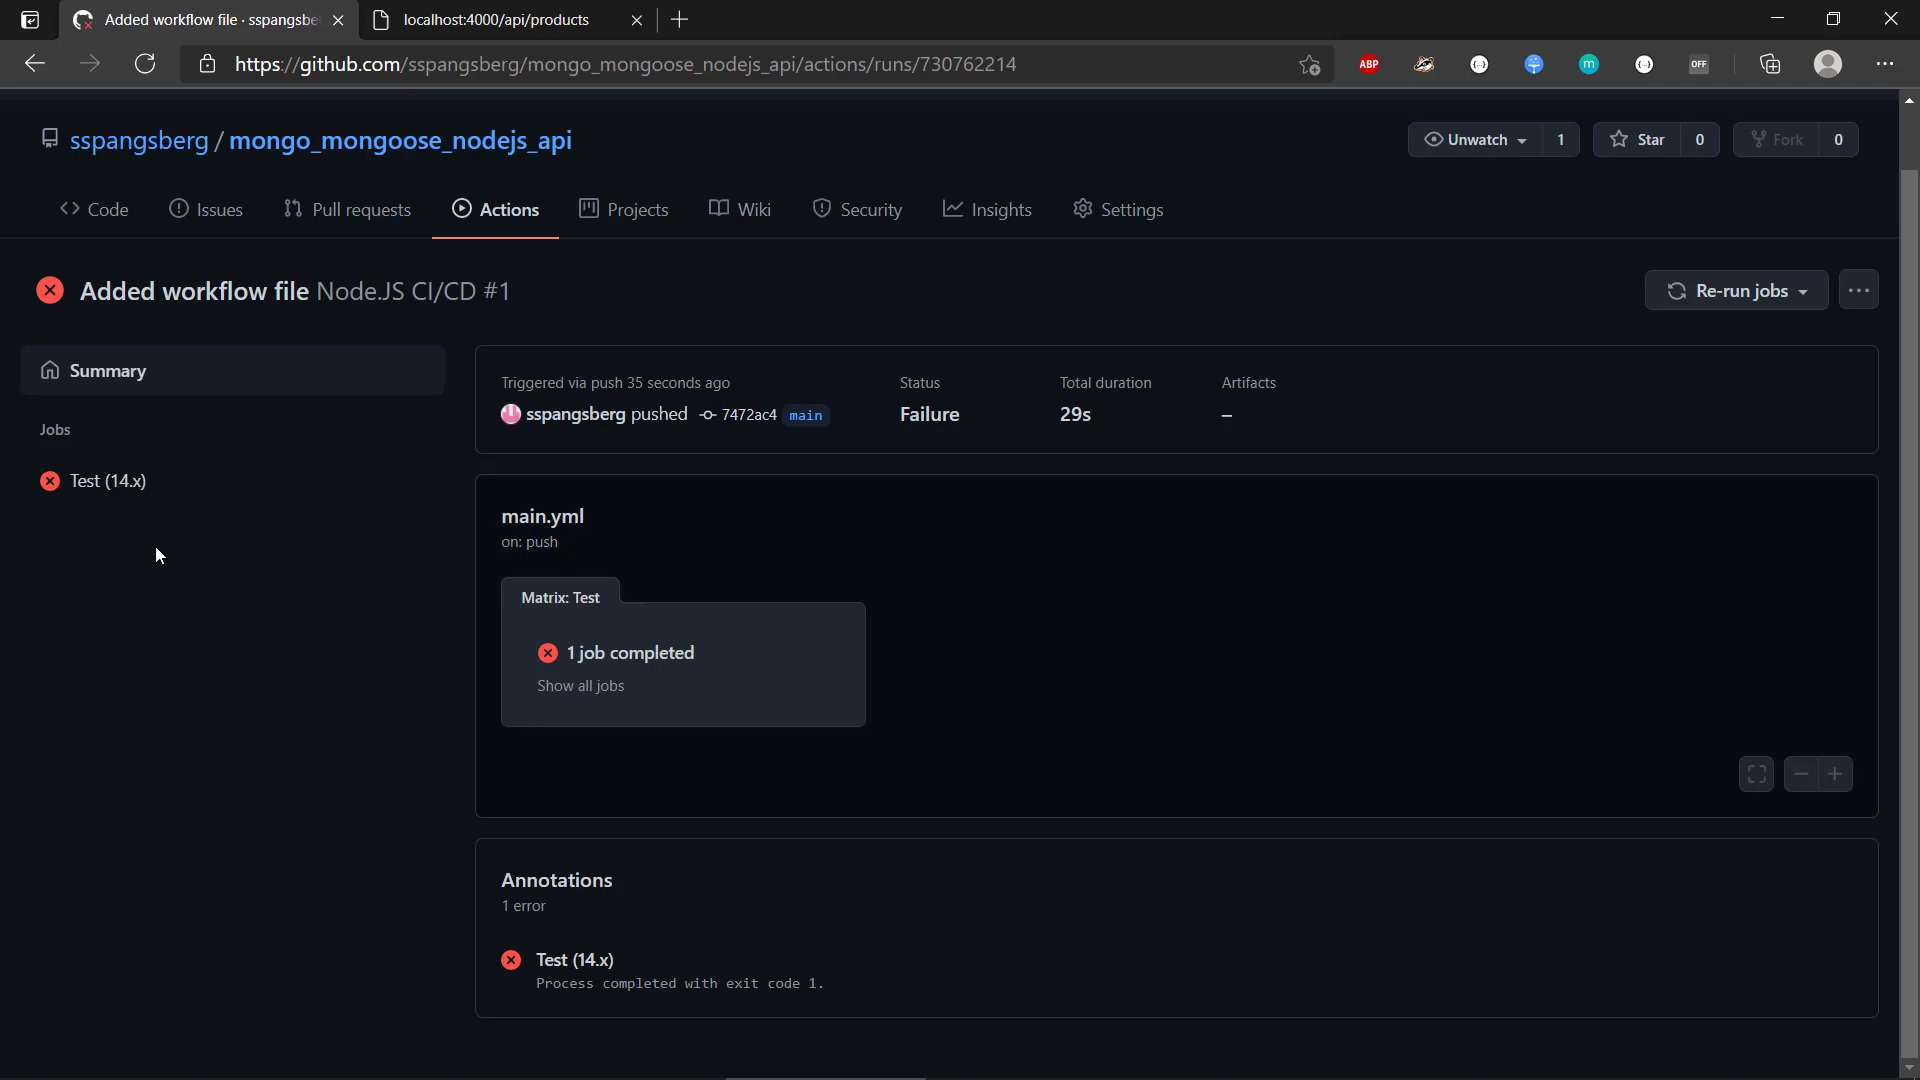 Added workflow file · sspangsbe
localhost:4000/api/products
https://github.com/sspangsberg/mongo_mongoose_nodejs_api/actions/runs/730762214
ABP
m
OFF
sspangsberg / mongo_mongoose_nodejs_api
Unwatch 1
Star 0
Fork 0
Code
Issues
Pull requests
Actions
Projects
Wiki
Security
Insights
Settings
Added workflow file Node.JS CI/CD #1
Re-run jobs
Summary
Jobs
Test (14.x)
Triggered via push 35 seconds ago
sspangsberg pushed 7472ac4 main
Status
Failure
Total duration
29s
Artifacts
–
main.yml
on: push
Matrix: Test
1 job completed
Show all jobs
Annotations
1 error
Test (14.x)
Process completed with exit code 1.